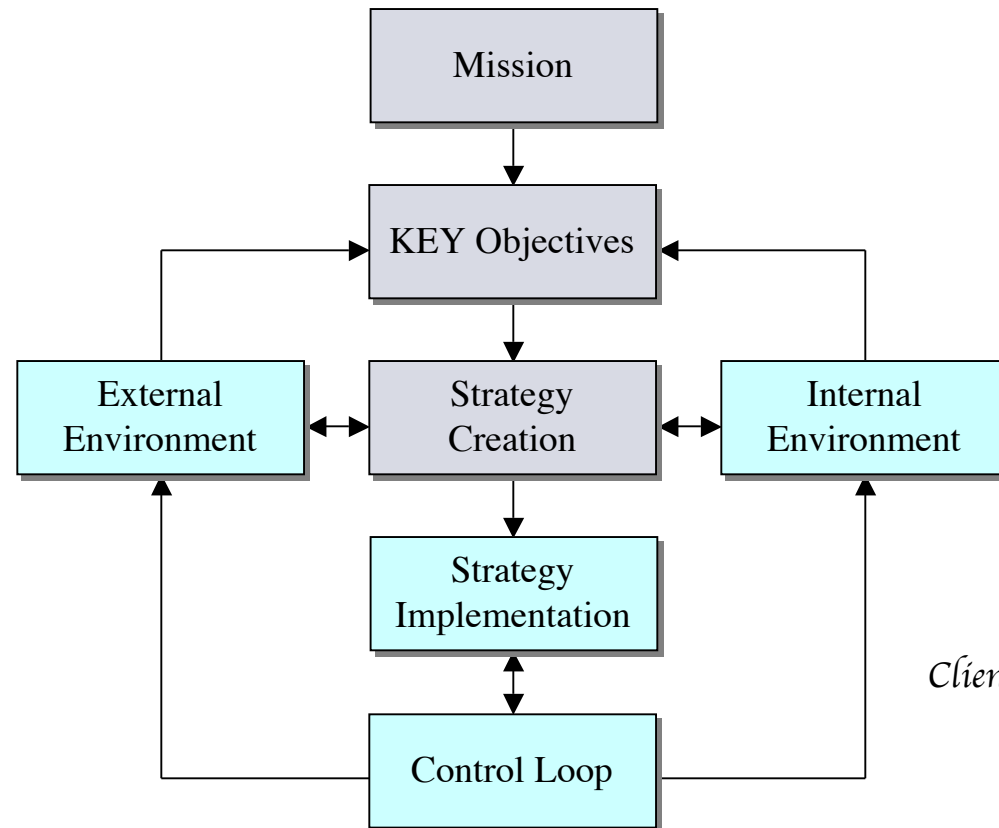 Mission
KEY Objectives
External
Environment
Strategy
Creation
Internal
Environment
Strategy
Implementation
Control Loop